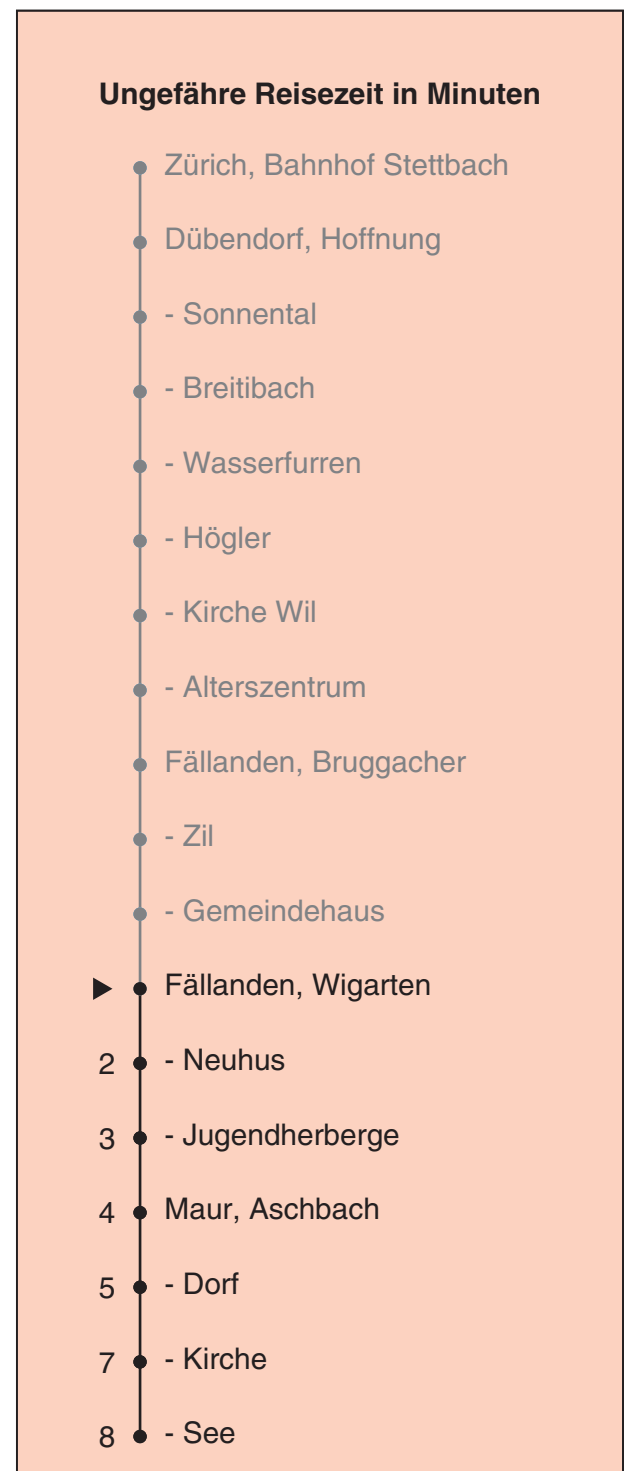 Ungefähre Reisezeit in Minuten
Zürich, Bahnhof Stettbach
Dübendorf, Hoffnung
- Sonnental
- Breitibach
- Wasserfurren
- Högler
- Kirche Wil
- Alterszentrum
Fällanden, Bruggacher
- Zil
- Gemeindehaus
Fällanden, Wigarten
2 - Neuhus
3 - Jugendherberge
4 Maur, Aschbach
5 - Dorf
7 - Kirche
8 - See